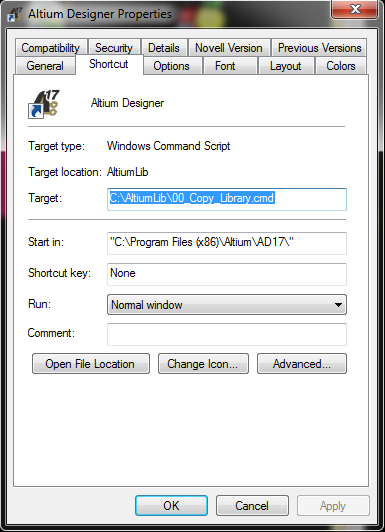 Altium Designer Properties
Compatibility Security Details Novell Version Previous Versions
General Shortcut Options Font Layout Colors
17
Altium Designer
Target type: Windows Command Script
Target location: AltiumLib
Target: C:\AltiumLib\00_Copy_Library.cmd
Start in: "C:\Program Files (x86)\Altium\AD17\"
Shortcut key: None
Run: Normal window
Comment:
Open File Location Change Icon... Advanced...
OK Cancel Apply